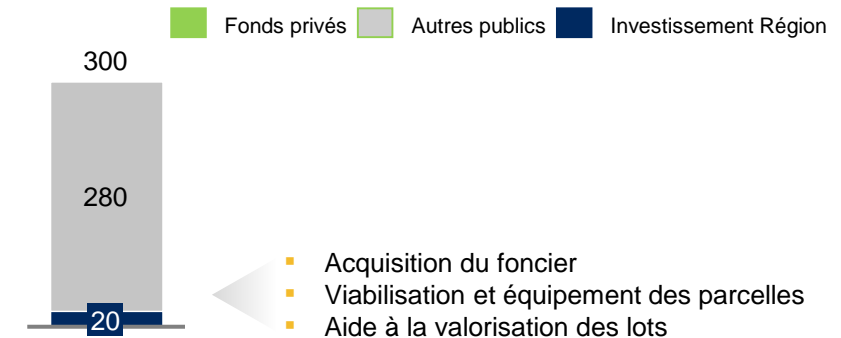 Fonds privés Autres publics Investissement Région
300
280
20
▪ Acquisition du foncier
▪ Viabilisation et équipement des parcelles
▪ Aide à la valorisation des lots